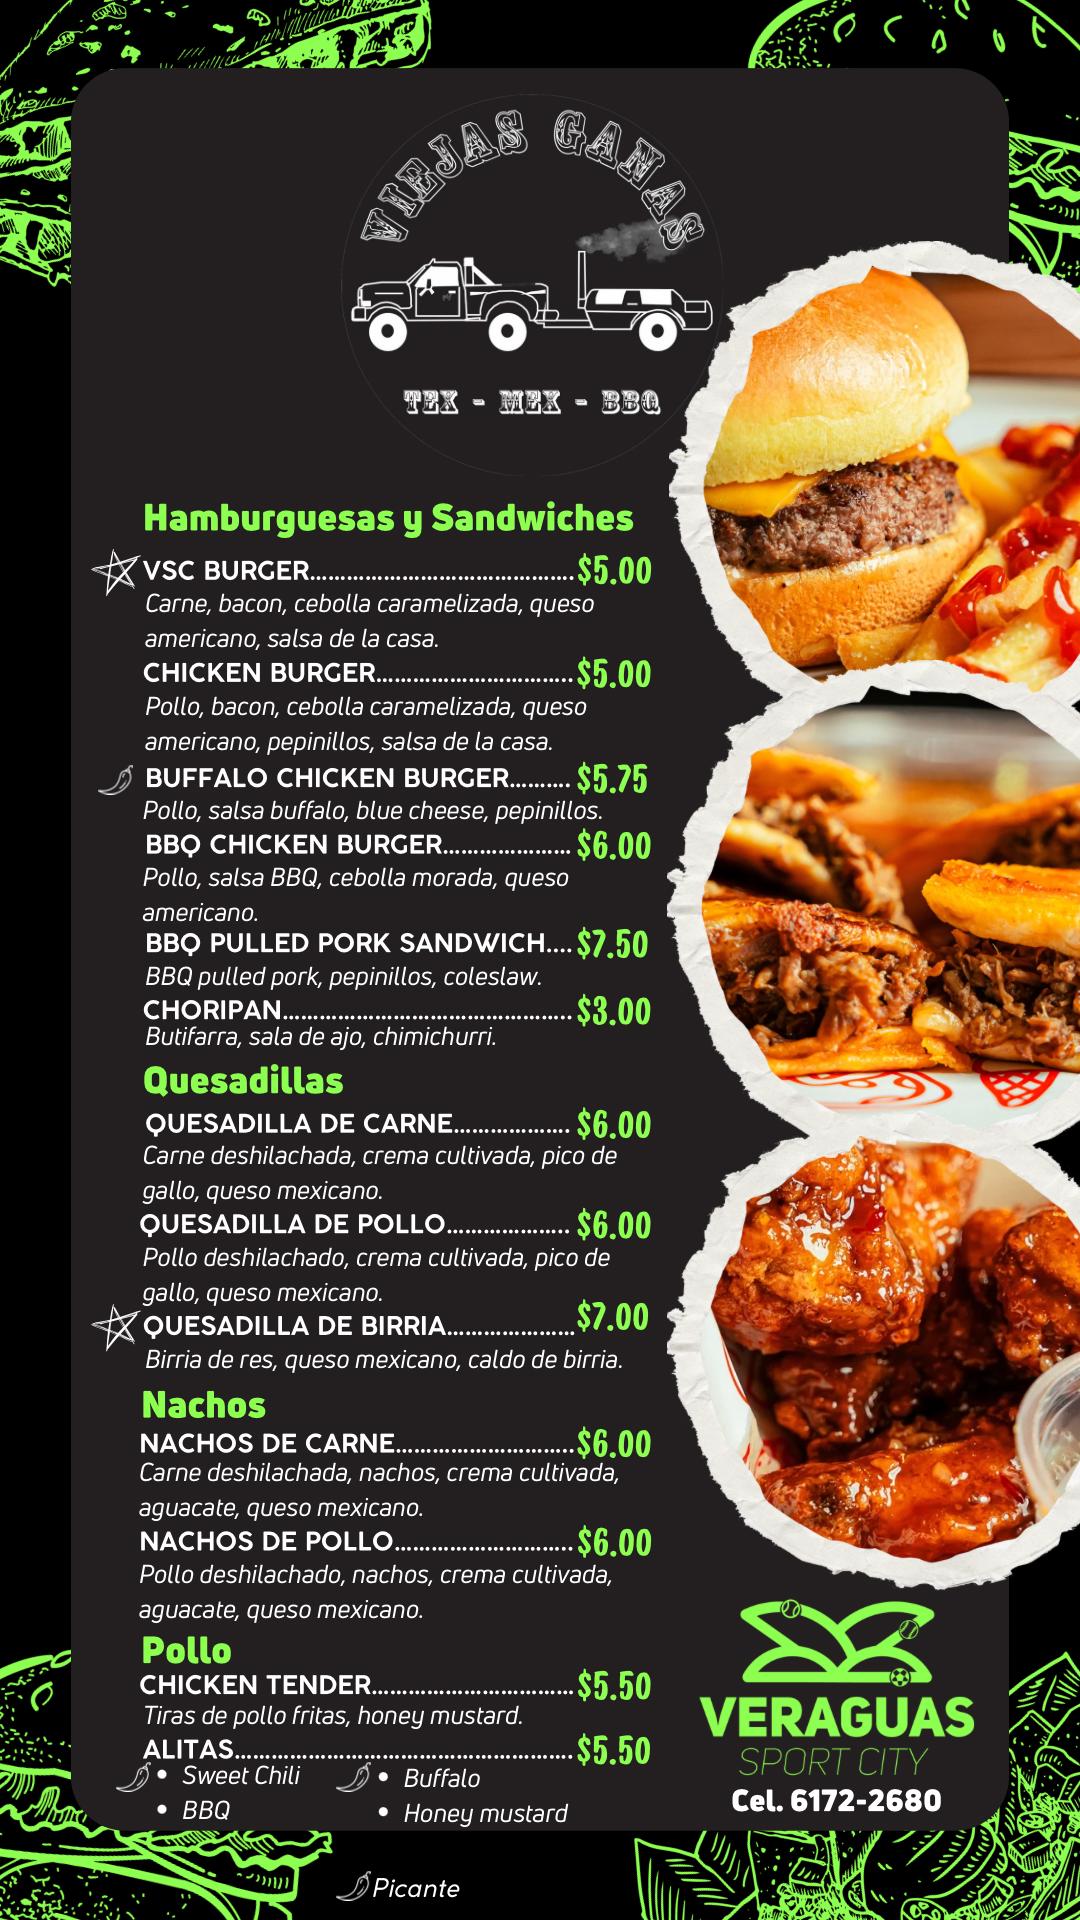 VIEJAS GANAS
TEX - MEX - BBQ
Hamburguesas y Sandwiches
VSC BURGER.............................................$5.00
Carne, bacon, cebolla caramelizada, queso
americano, salsa de la casa.
CHICKEN BURGER..................................$5.00
Pollo, bacon, cebolla caramelizada, queso
americano, pepinillos, salsa de la casa.
BUFFALO CHICKEN BURGER.......... $5.75
Pollo, salsa buffalo, blue cheese, pepinillos.
BBQ CHICKEN BURGER..................... $6.00
Pollo, salsa BBQ, cebolla morada, queso
americano.
BBQ PULLED PORK SANDWICH.... $7.50
BBQ pulled pork, pepinillos, coleslaw.
CHORIPAN................................................. $3.00
Butifarra, sala de ajo, chimichurri.
Quesadillas
QUESADILLA DE CARNE................... $6.00
Carne deshilachada, crema cultivada, pico de
gallo, queso mexicano.
QUESADILLA DE POLLO..................... $6.00
Pollo deshilachado, crema cultivada, pico de
gallo, queso mexicano.
QUESADILLA DE BIRRIA......................$7.00
Birria de res, queso mexicano, caldo de birria.
Nachos
NACHOS DE CARNE...............................$6.00
Carne deshilachada, nachos, crema cultivada,
aguacate, queso mexicano.
NACHOS DE POLLO...............................$6.00
Pollo deshilachado, nachos, crema cultivada,
aguacate, queso mexicano.
Pollo
CHICKEN TENDER...................................$5.50
Tiras de pollo fritas, honey mustard.
ALITAS..........................................................$5.50
• Sweet Chili
• BBQ
• Buffalo
• Honey mustard
VERAGUAS
SPORT CITY
Cel. 6172-2680
Picante